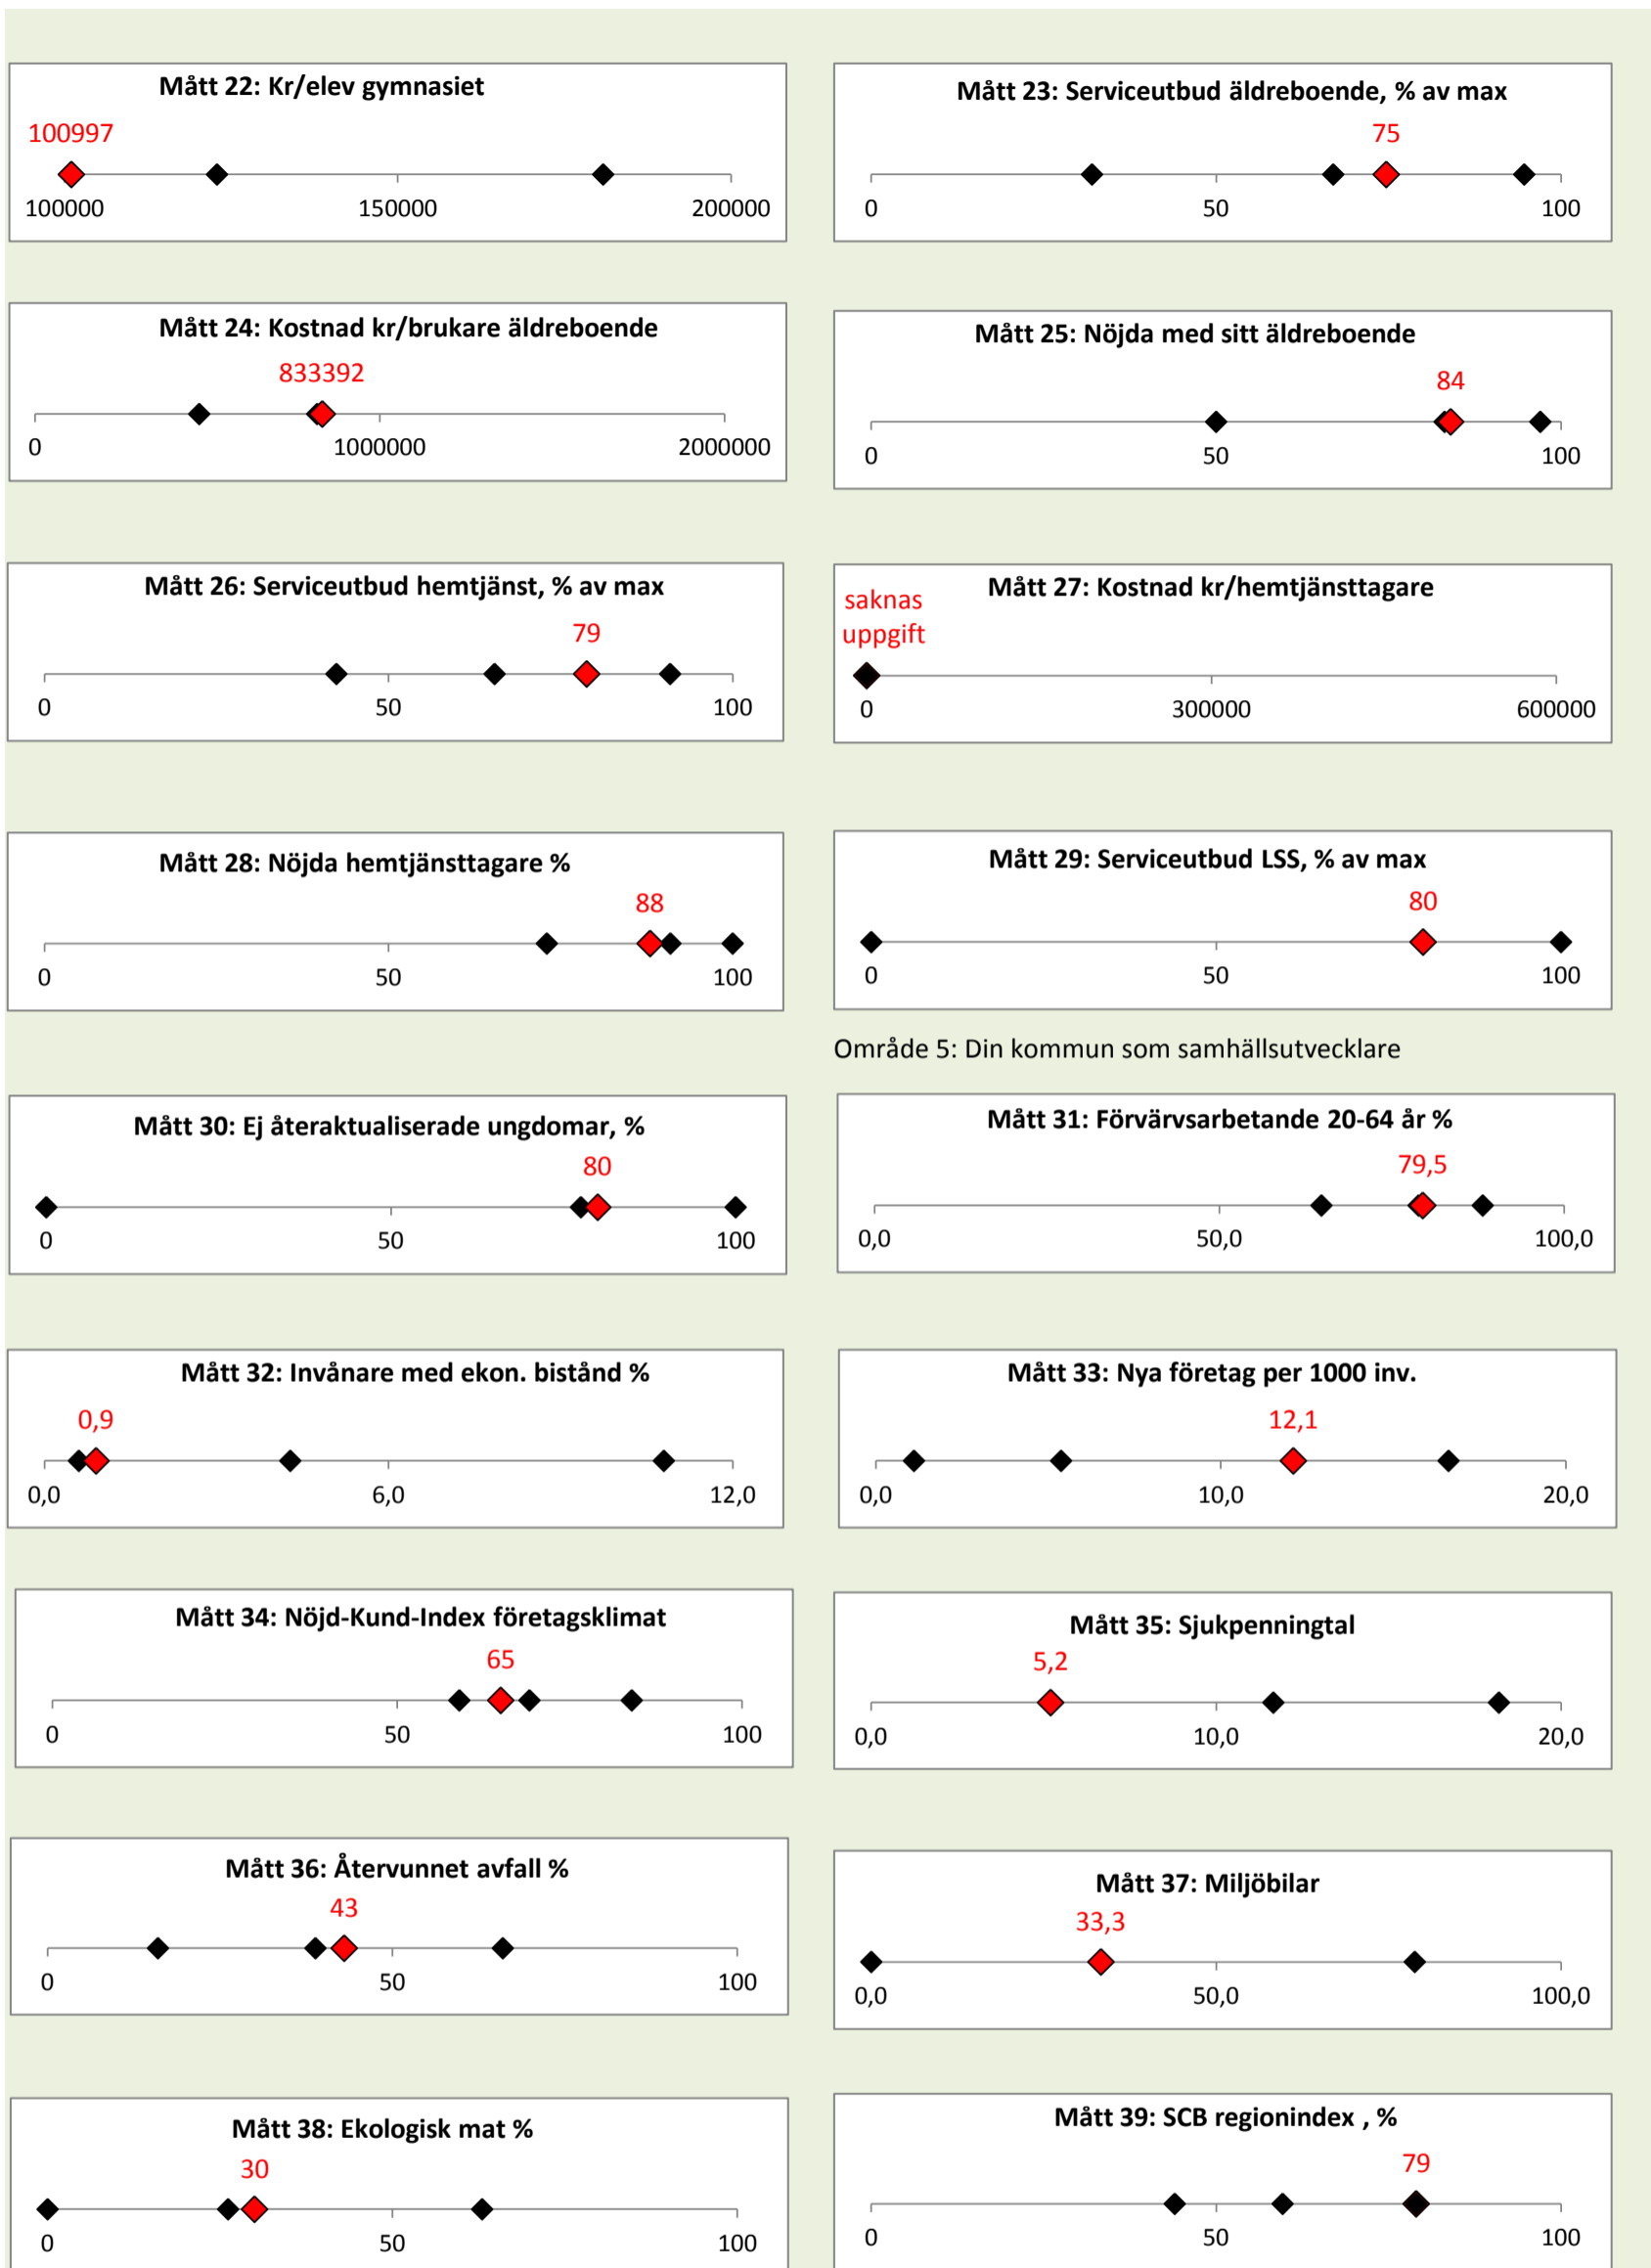 Mått 22: Kr/elev gymnasiet
100997
100000 150000 200000
Mått 23: Serviceutbud äldreboende, % av max
75
0 50 100
Mått 24: Kostnad kr/brukare äldreboende
833392
0 1000000 2000000
Mått 25: Nöjda med sitt äldreboende
84
0 50 100
Mått 26: Serviceutbud hemtjänst, % av max
79
0 50 100
Mått 27: Kostnad kr/hemtjänsttagare
saknas
uppgift
0 300000 600000
Mått 28: Nöjda hemtjänsttagare %
88
0 50 100
Mått 29: Serviceutbud LSS, % av max
80
0 50 100
Område 5: Din kommun som samhällsutvecklare
Mått 30: Ej återaktualiserade ungdomar, %
80
0 50 100
Mått 31: Förvärvsarbetande 20-64 år %
79,5
0,0 50,0 100,0
Mått 32: Invånare med ekon. bistånd %
0,9
0,0 6,0 12,0
Mått 33: Nya företag per 1000 inv.
12,1
0,0 10,0 20,0
Mått 34: Nöjd-Kund-Index företagsklimat
65
0 50 100
Mått 35: Sjukpenningtal
5,2
0,0 10,0 20,0
Mått 36: Återvunnet avfall %
43
0 50 100
Mått 37: Miljöbilar
33,3
0,0 50,0 100,0
Mått 38: Ekologisk mat %
30
0 50 100
Mått 39: SCB regionindex , %
79
0 50 100